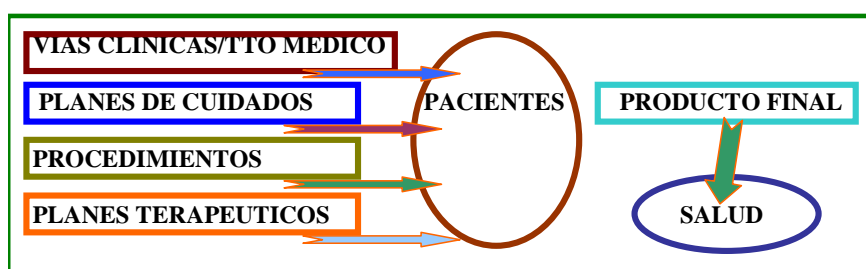 VIAS CLINICAS/TTO MEDICO
PLANES DE CUIDADOS
PROCEDIMIENTOS
PLANES TERAPEUTICOS
PACIENTES
PRODUCTO FINAL
SALUD